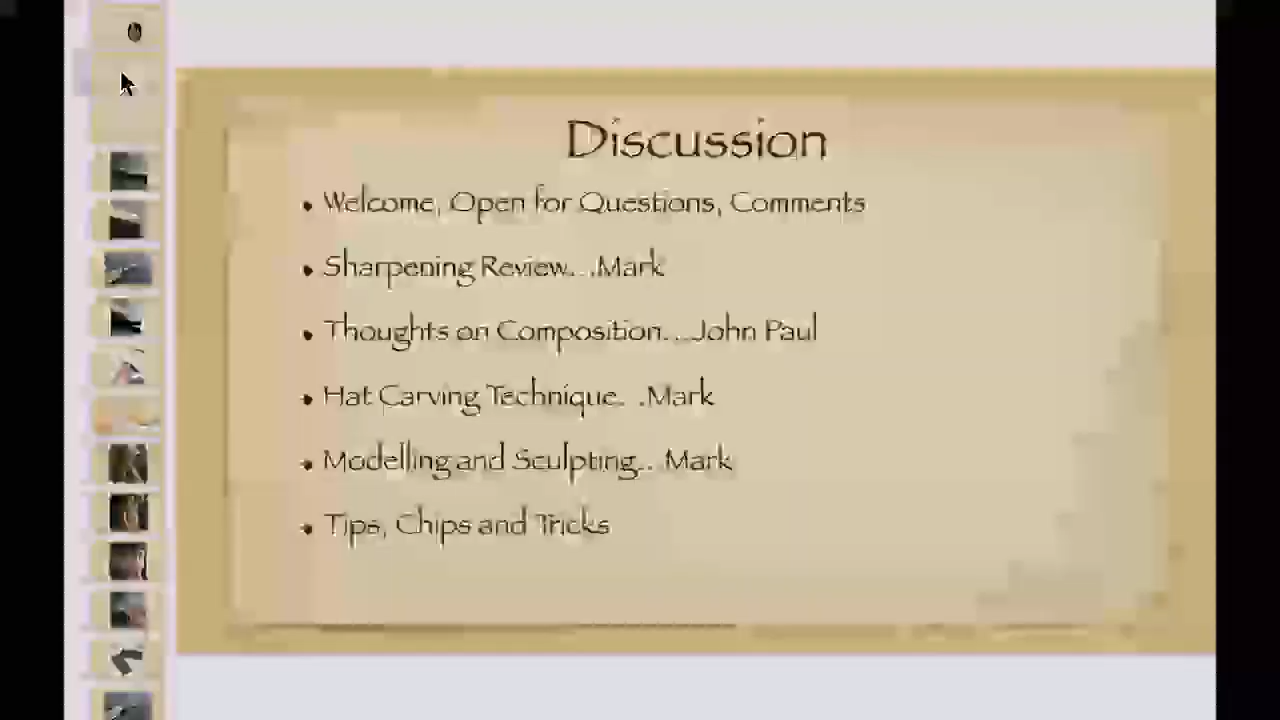 Discussion
• Welcome, Open for Questions, Comments
• Sharpening Review. . .Mark
• Thoughts on Composition. . .John Paul
• Hat Carving Technique. . .Mark
• Modelling and Sculpting. . .Mark
• Tips, Chips and Tricks